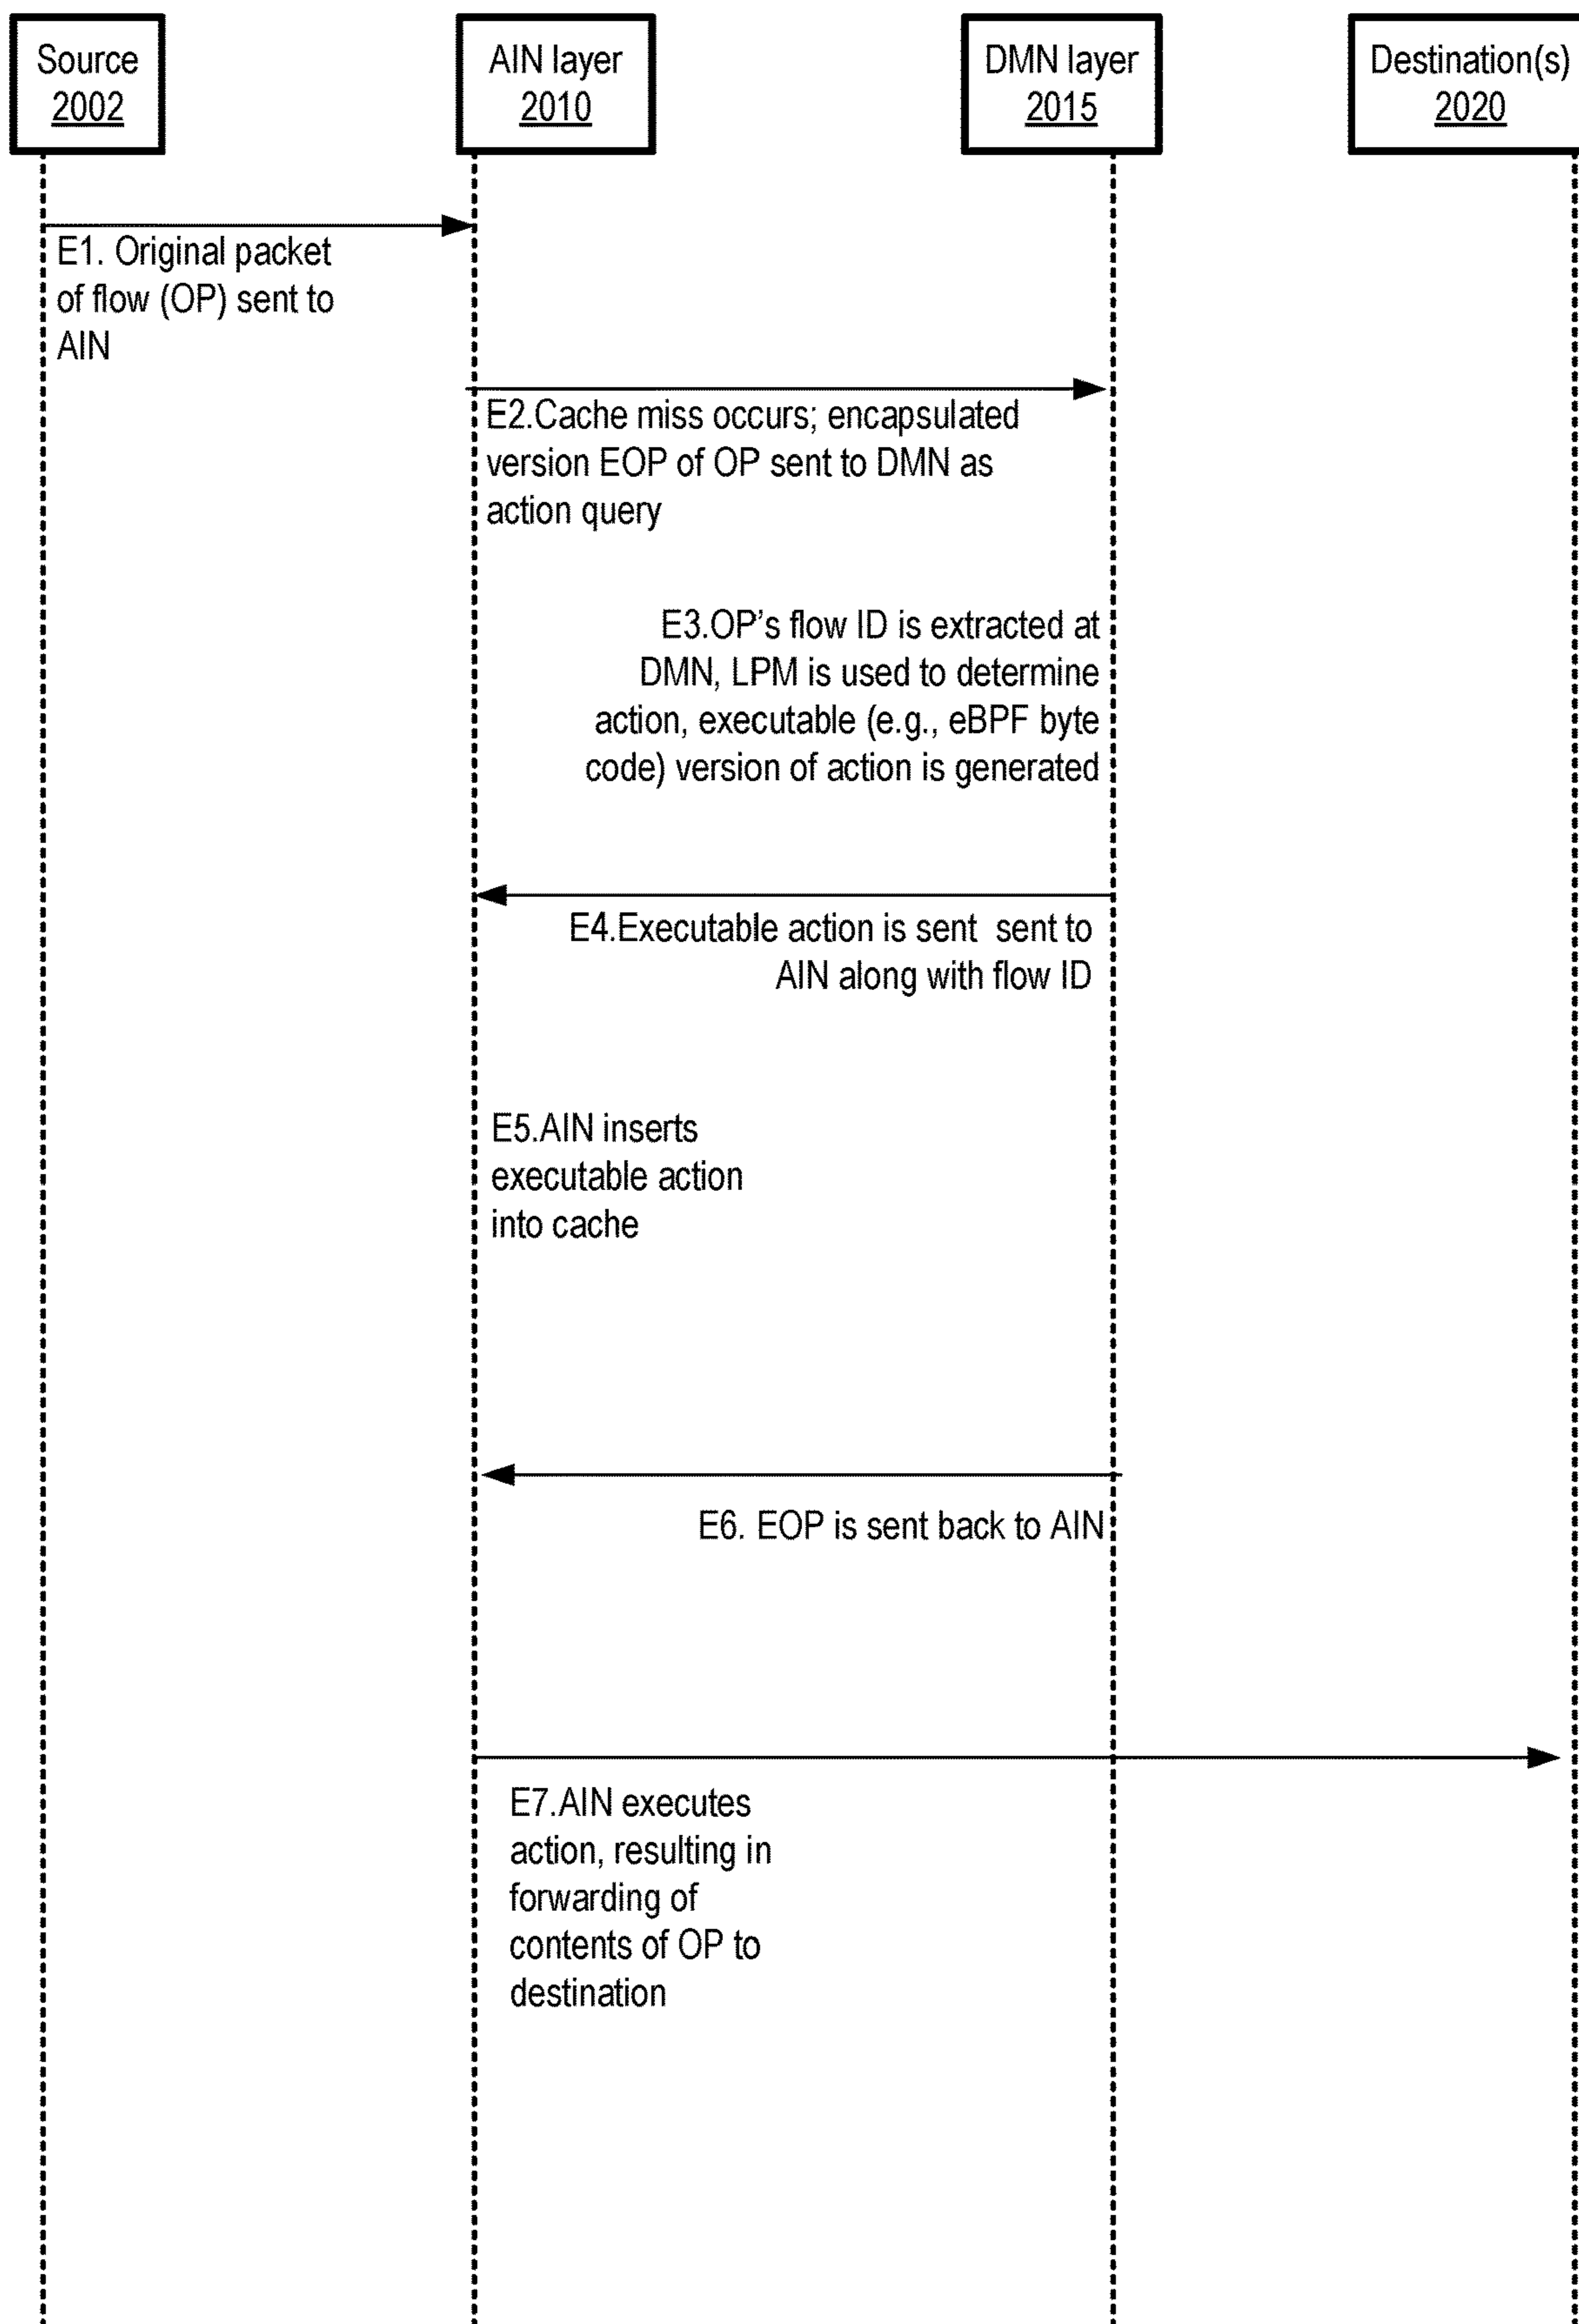 Source
2002
AIN layer
2010
DMN layer
2015
Destination(s)
2020
E1. Original packet
of flow (OP) sent to
AIN
E2.Cache miss occurs; encapsulated
version EOP of OP sent to DMN as
action query
E3.OP’s flow ID is extracted at
DMN, LPM is used to determine
action, executable (e.g., eBPF byte
code) version of action is generated
E4.Executable action is sent  sent to
AIN along with flow ID
E5.AIN inserts
executable action
into cache
E6. EOP is sent back to AIN
E7.AIN executes
action, resulting in
forwarding of
contents of OP to
destination